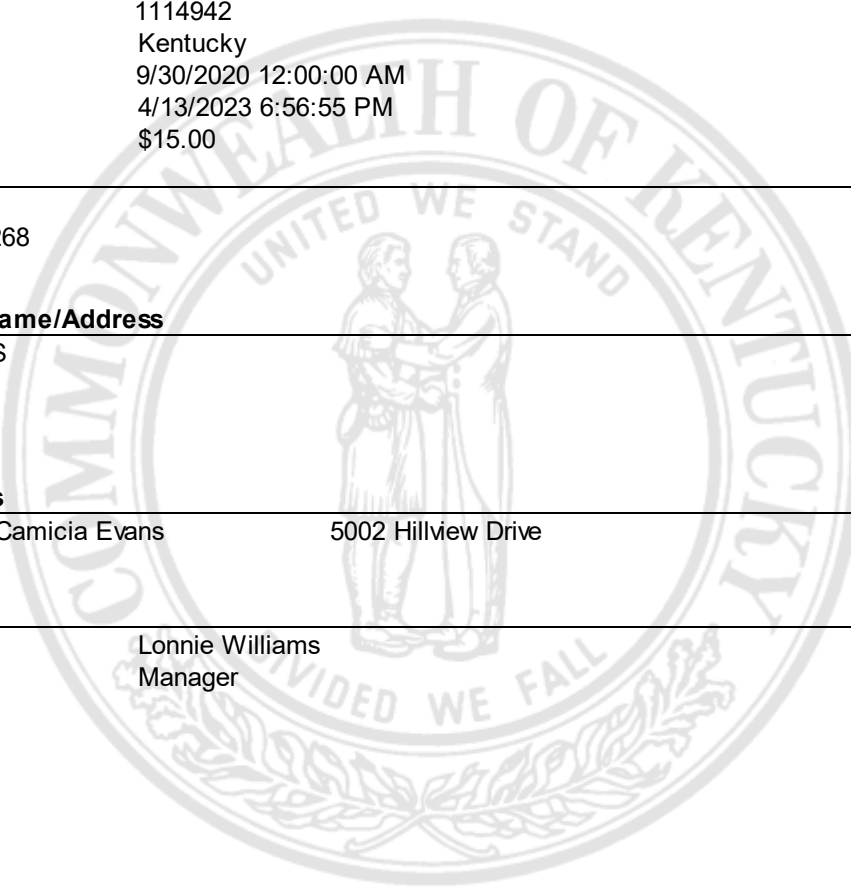 1114942
Kentucky
9/30/2020 12:00:00 AM
4/13/2023 6:56:55 PM
$15.00
268
ame/Address
S
s
Camicia Evans 5002 Hillview Drive
Lonnie Williams
Manager
COMMONWEALTH OF KENTUCKY
UNITED WE STAND
DIVIDED WE FALL